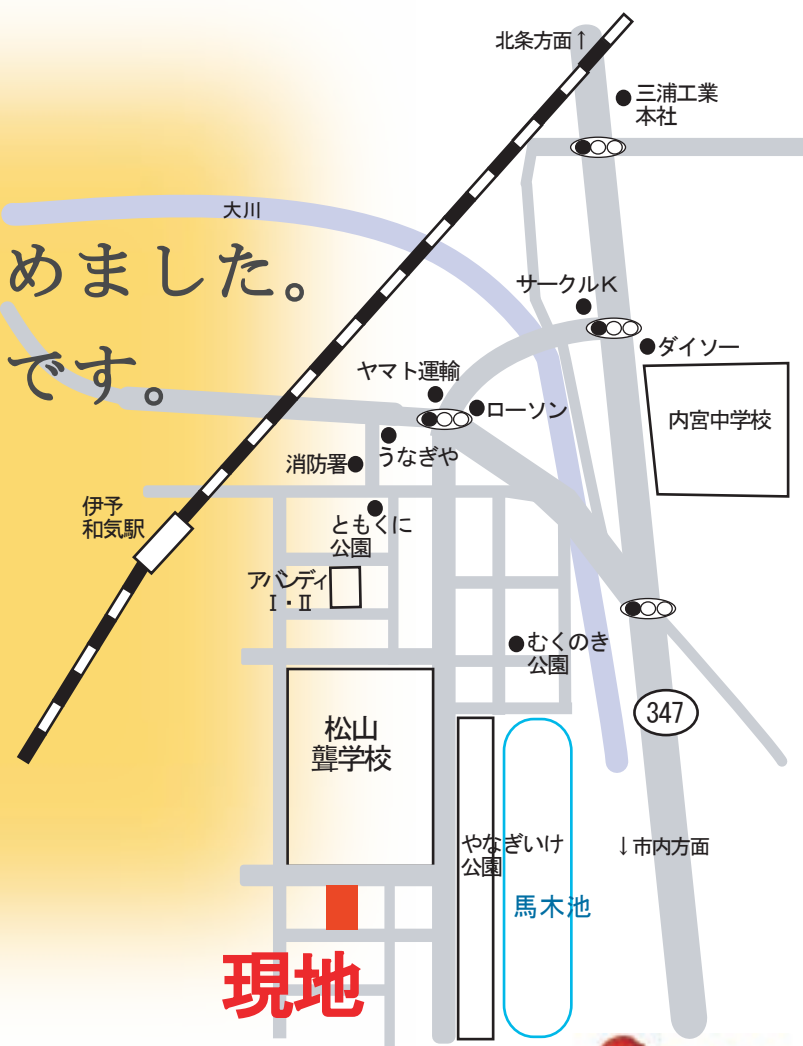 北条方面↑
三浦工業
本社
大川
めました。
サークルK
です。
ダイソー
ヤマト運輸
ローソン
内宮中学校
うなぎや
消防署
伊予
和気駅
ともくに
公園
アバンディ
Ⅰ・Ⅱ
むくのき
公園
347
松山
聾学校
やなぎいけ
公園
↓市内方面
馬木池
現地